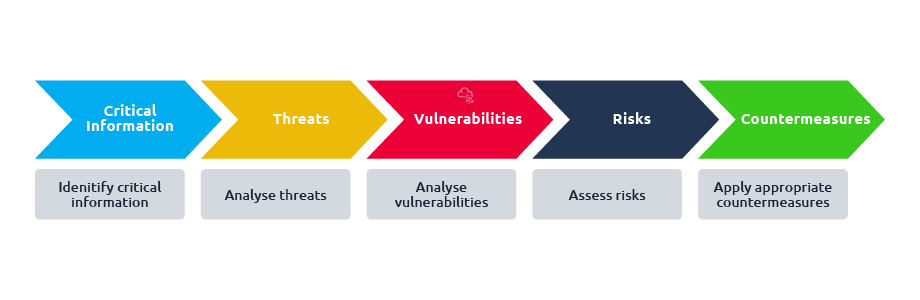 Critical
Information
Threats
Vulnerabilities
Risks
Countermeasures
Idenitify critical
information
Analyse threats
Analyse
vulnerabilities
Assess risks
Apply appropriate
countermeasures